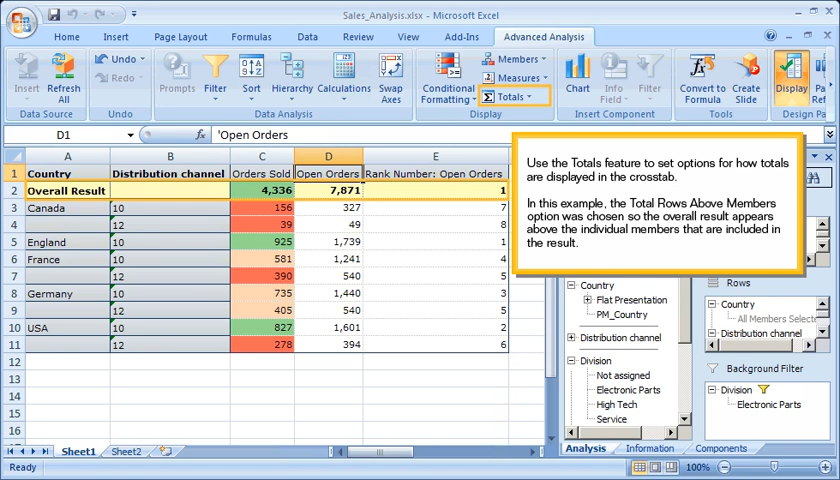 Sales_Analysis.xlsx - Microsoft Excel
Home Insert Page Layout Formulas Data Review View Add-Ins Advanced Analysis
Insert Refresh All Undo Redo Prompts Filter Sort Hierarchy Calculations Swap Axes Conditional Formatting Members Measures Totals Chart Info Field Filter Convert to Formula Create Slide Display
Data Source Data Analysis Display Insert Component Tools Design Pa
D1 fx 'Open Orders
Use the Totals feature to set options for how totals
are displayed in the crosstab.
In this example, the Total Rows Above Members
option was chosen so the overall result appears
above the individual members that are included in
the result.
A B C D E
1 Country Distribution channel Orders Sold Open Orders Rank Number: Open Orders
2 Overall Result 4,336 7,871 1
3 Canada 10 156 327 7
4 12 39 49 8
5 England 10 925 1,739 1
6 France 10 581 1,241 4
7 12 390 540 5
8 Germany 10 735 1,440 3
9 12 405 540 5
10 USA 10 827 1,601 2
11 12 278 394 6
12
13
14
15
16
Country
Flat Presentation
PM_Country
Distribution channel
Division
Not assigned
Electronic Parts
High Tech
Service
Rows
Country
All Members Selecte
Distribution channel
Background Filter
Division
Electronic Parts
Sheet1 Sheet2
Analysis Information Components
Ready 100%